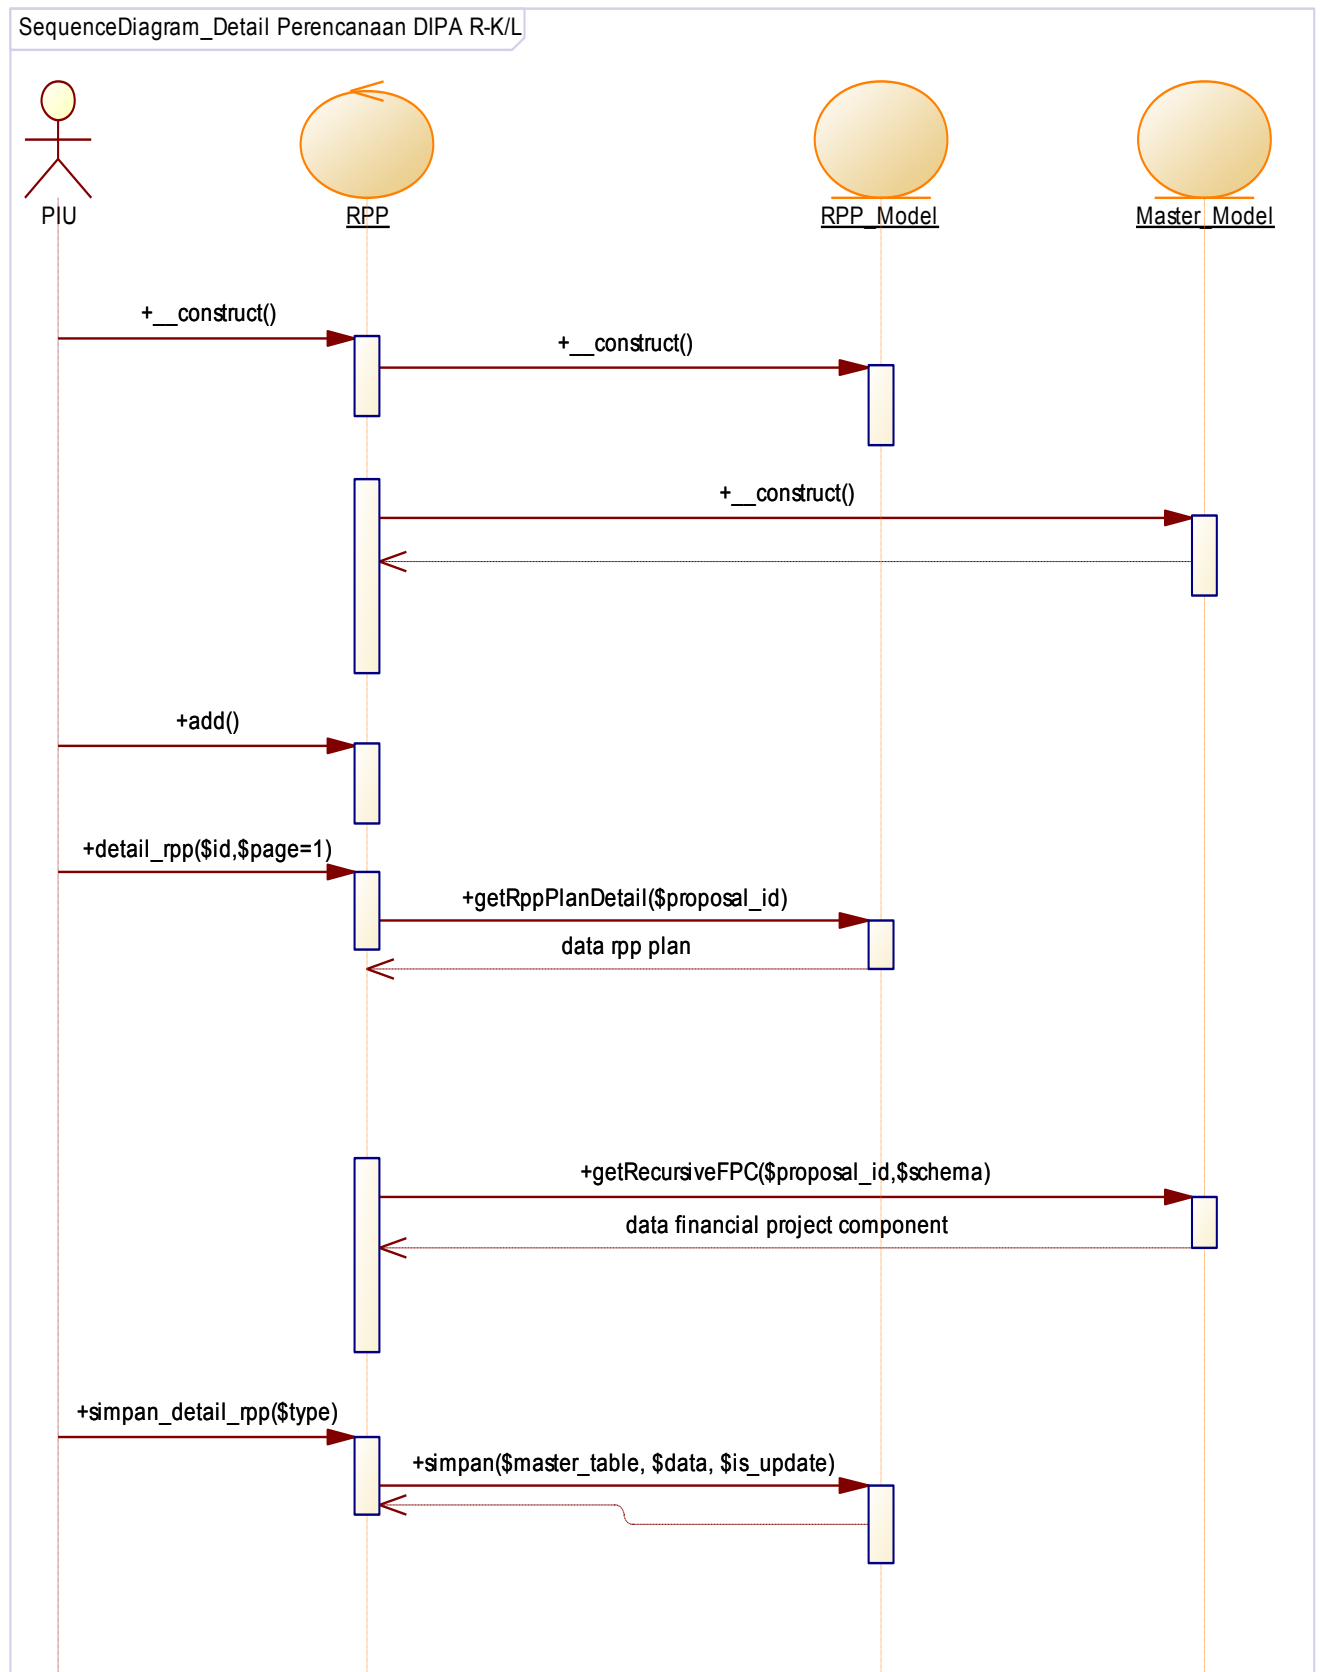 SequenceDiagram_Detail Perencanaan DIPA R-K/L
PIU
RPP
RPP_Model
Master_Model
+__construct()
+__construct()
+__construct()
+add()
+detail_rpp($id,$page=1)
+getRppPlanDetail($proposal_id)
data rpp plan
+getRecursiveFPC($proposal_id,$schema)
data financial project component
+simpan_detail_rpp($type)
+simpan($master_table, $data, $is_update)